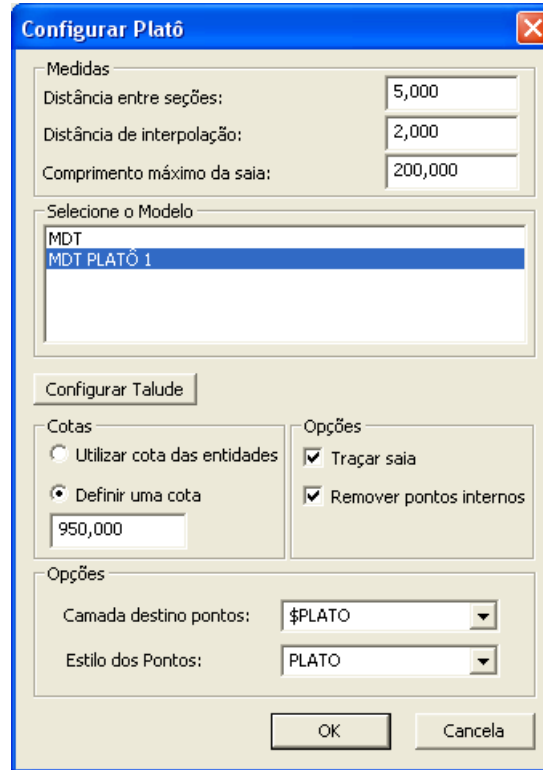 Configurar Platô
Medidas
Distância entre seções: 5,000
Distância de interpolação: 2,000
Comprimento máximo da saia: 200,000
Selecione o Modelo
MDT
MDT PLATÔ 1
Configurar Talude
Cotas
Utilizar cota das entidades
Definir uma cota
950,000
Opções
Traçar saia
Remover pontos internos
Opções
Camada destino pontos: $PLATO
Estilo dos Pontos: PLATO
OK Cancela